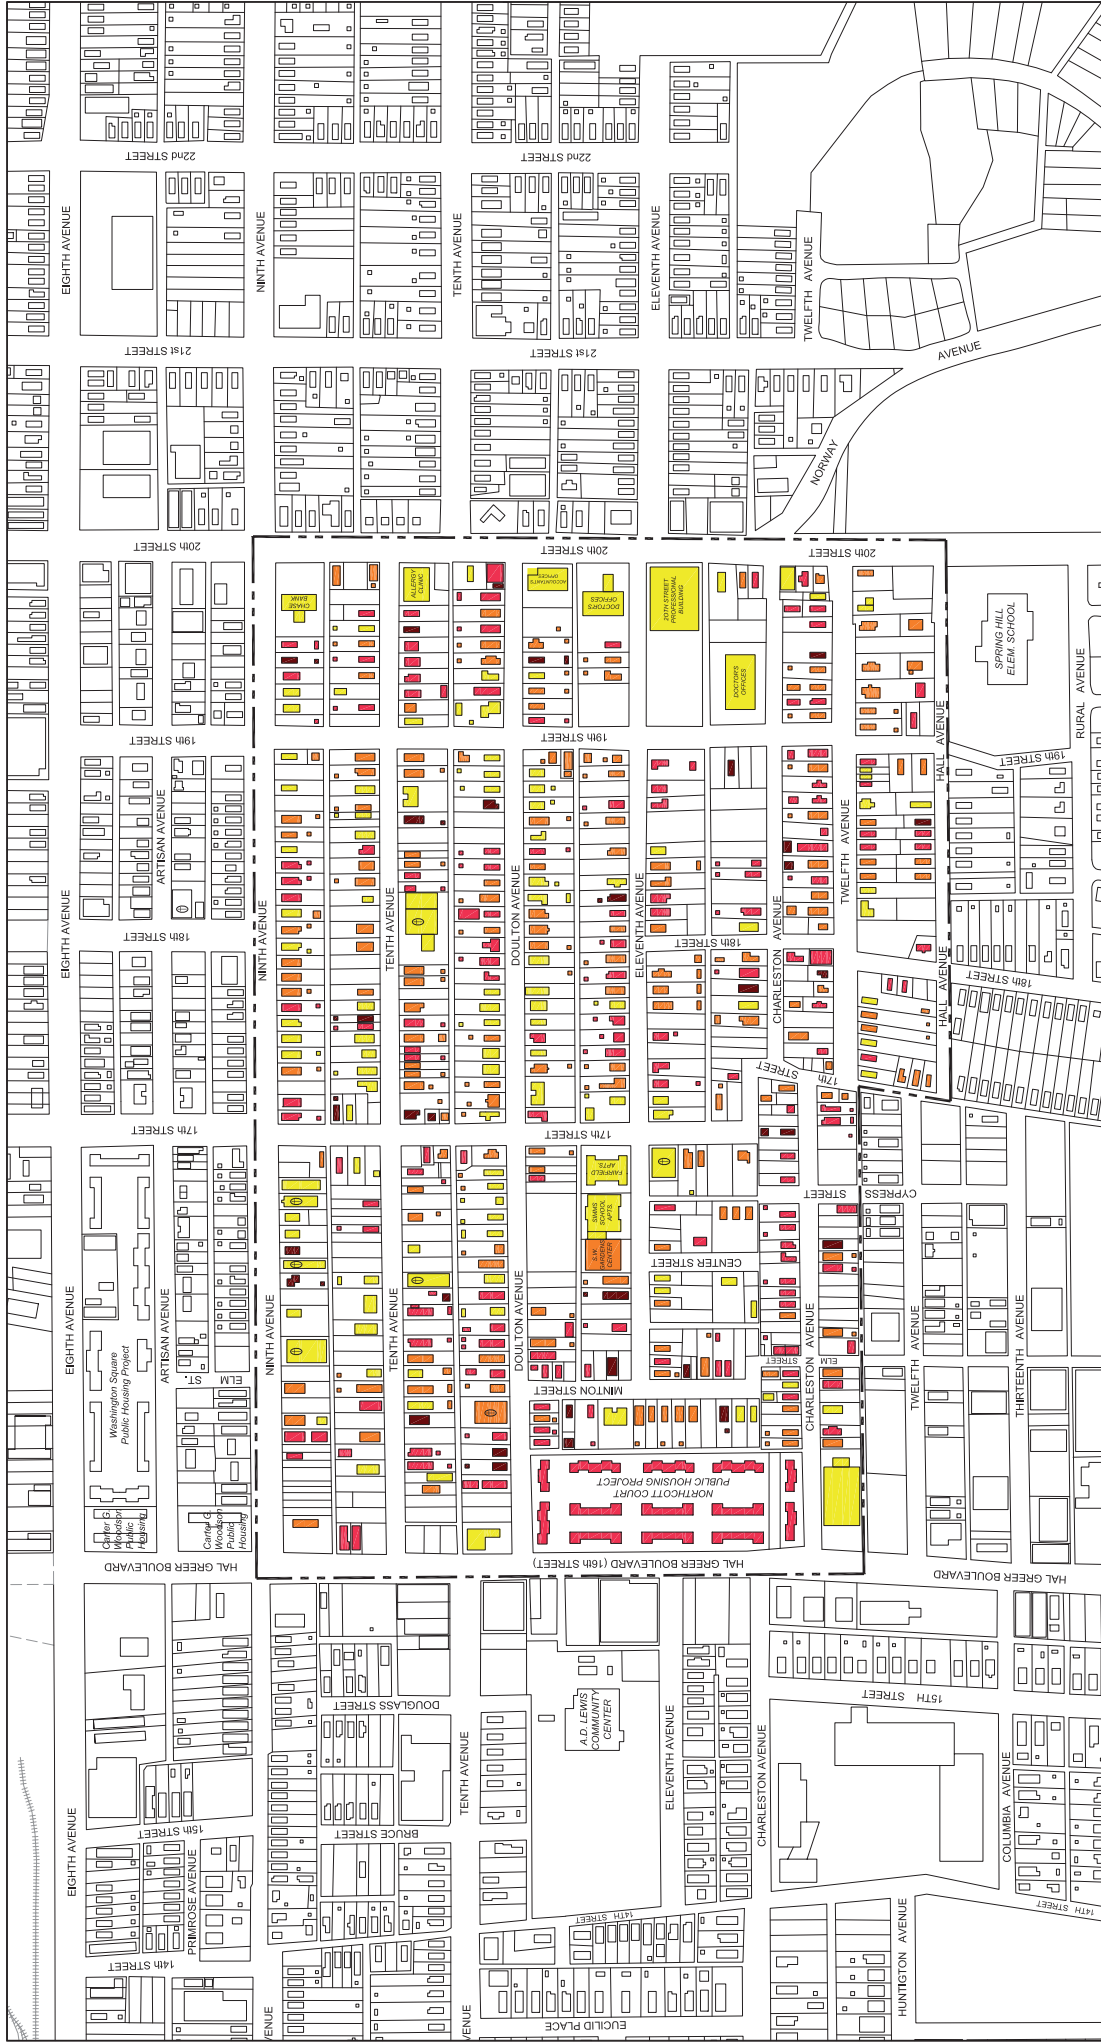 22nd STREET
22nd STREET
EIGHTH AVENUE
NINTH AVENUE
TENTH AVENUE
ELEVENTH AVENUE
TWELFTH AVENUE
21st STREET
21st STREET
AVENUE
NORWAY
20th STREET
20th STREET
20th STREET
CHASE
BANK
ALLERGY
CLINIC
ACCOUNTANTS
OFFICES
DOCTORS
OFFICES
20TH STREET
PROFESSIONAL
BUILDING
DOCTORS
OFFICES
SPRING HILL
ELEM. SCHOOL
RURAL AVENUE
19th STREET
19th STREET
19th STREET
HALL AVENUE
ARTISAN AVENUE
TWELFTH AVENUE
EIGHTH AVENUE
NINTH AVENUE
TENTH AVENUE
DOULTON AVENUE
ELEVENTH AVENUE
CHARLESTON AVENUE
18th STREET
18th STREET
18th STREET
HALL AVENUE
17th
STREET
17th STREET
17th STREET
FAIRFIELD
APTS.
SIMMS
SCHOOL
APTS.
S.W.
GARDENS
CENTER
CYPRESS
STREET
CENTER STREET
EIGHTH AVENUE
Washington Square
Public Housing Project
ARTISAN AVENUE
ELM
ST.
NINTH AVENUE
TENTH AVENUE
DOULTON AVENUE
MINTON STREET
ELM
STREET
CHARLESTON AVENUE
TWELFTH AVENUE
THIRTEENTH AVENUE
NORTHCOTT COURT
PUBLIC HOUSING PROJECT
Carter G.
Woodson
Public
Housing
Carter G.
Woodson
Public
Housing
HAL GREER BOULEVARD
HAL GREER BOULEVARD (16th STREET)
HAL GREER BOULEVARD
DOUGLASS STREET
A.D. LEWIS
COMMUNITY
CENTER
15TH
STREET
EIGHTH AVENUE
15th STREET
PRIMROSE AVENUE
BRUCE STREET
TENTH AVENUE
ELEVENTH AVENUE
CHARLESTON AVENUE
COLUMBIA AVENUE
14TH STREET
14TH STREET
14th STREET
HUNTIGTON AVENUE
VENUE
VENUE
EUCILID PLACE